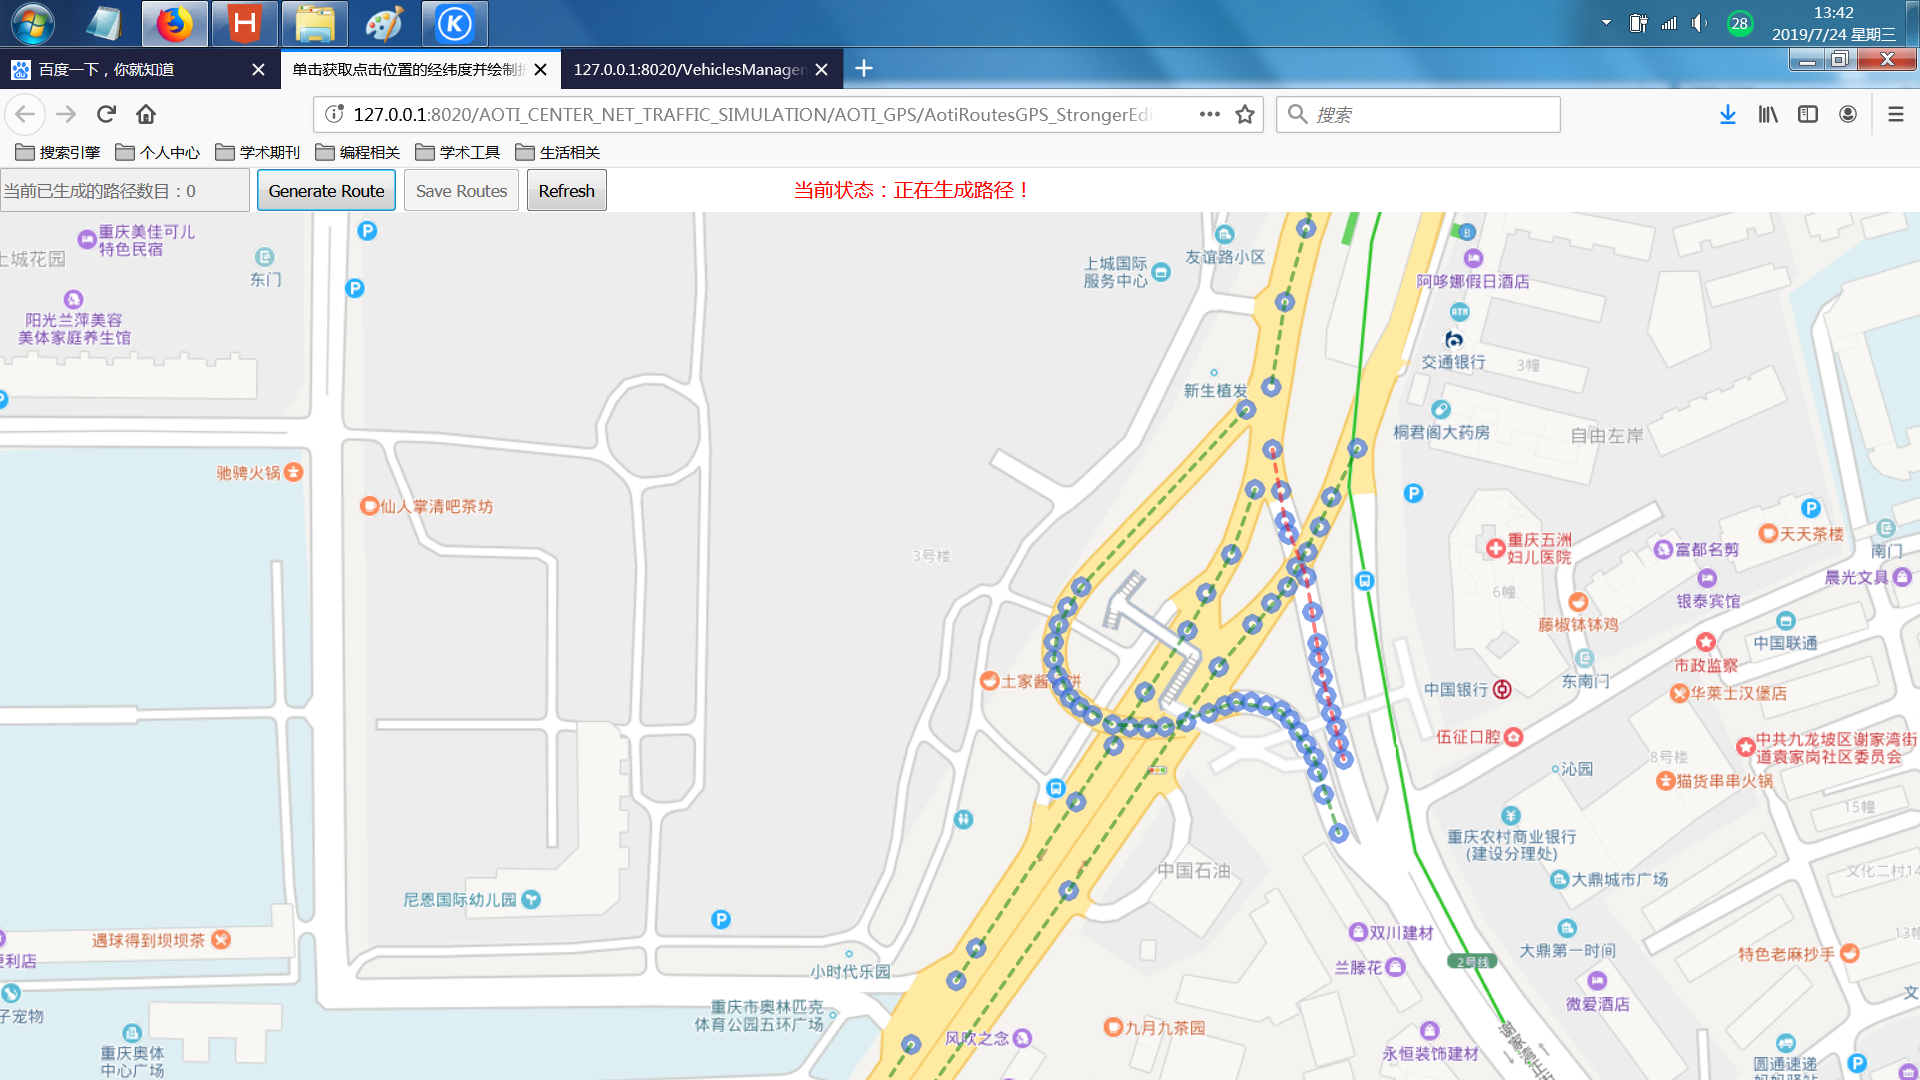 28
13:42
2019/7/24 星期三
百度一下，你就知道
单击获取点击位置的经纬度并绘制折
127.0.0.1:8020/VehiclesManagem
127.0.0.1:8020/AOTI_CENTER_NET_TRAFFIC_SIMULATION/AOTI_GPS/AotiRoutesGPS_StrongerEdi
搜索
搜索引擎
个人中心
学术期刊
编程相关
学术工具
生活相关
当前已生成的路径数目：0
Generate Route
Save Routes
Refresh
当前状态：正在生成路径！
重庆美佳可儿
特色民宿
上城花园
东门
阳光兰萍美容
美体家庭养生馆
友谊路小区
上城国际
服务中心
阿哆娜假日酒店
ATM
交通银行
3幢
新生植发
桐君阁大药房
自由左岸
驰骋火锅
仙人掌清吧茶坊
3号楼
重庆五洲
妇儿医院
富都名剪
天天茶楼
南门
晨光文具
6幢
银泰宾馆
藤椒钵钵鸡
中国联通
市政监察
东南门
土家酱
饼
中国银行
华莱士汉堡店
伍征口腔
中共九龙坡区谢家湾街
道袁家岗社区委员会
8号楼
沁园
猫货串串火锅
15幢
重庆农村商业银行
(建设分理处)
中国石油
大鼎城市广场
文化二村14
尼恩国际幼儿园
双川建材
大鼎第一时间
13幢
特色老麻抄手
遇球得到坝坝茶
便利店
小时代乐园
兰滕花
2号线
微爱酒店
子宠物
重庆市奥林匹克
体育公园五环广场
风吹之念
九月九茶园
永恒装饰建材
谢家湾正街
重庆奥体
中心广场
圆通速递
妈妈驿站